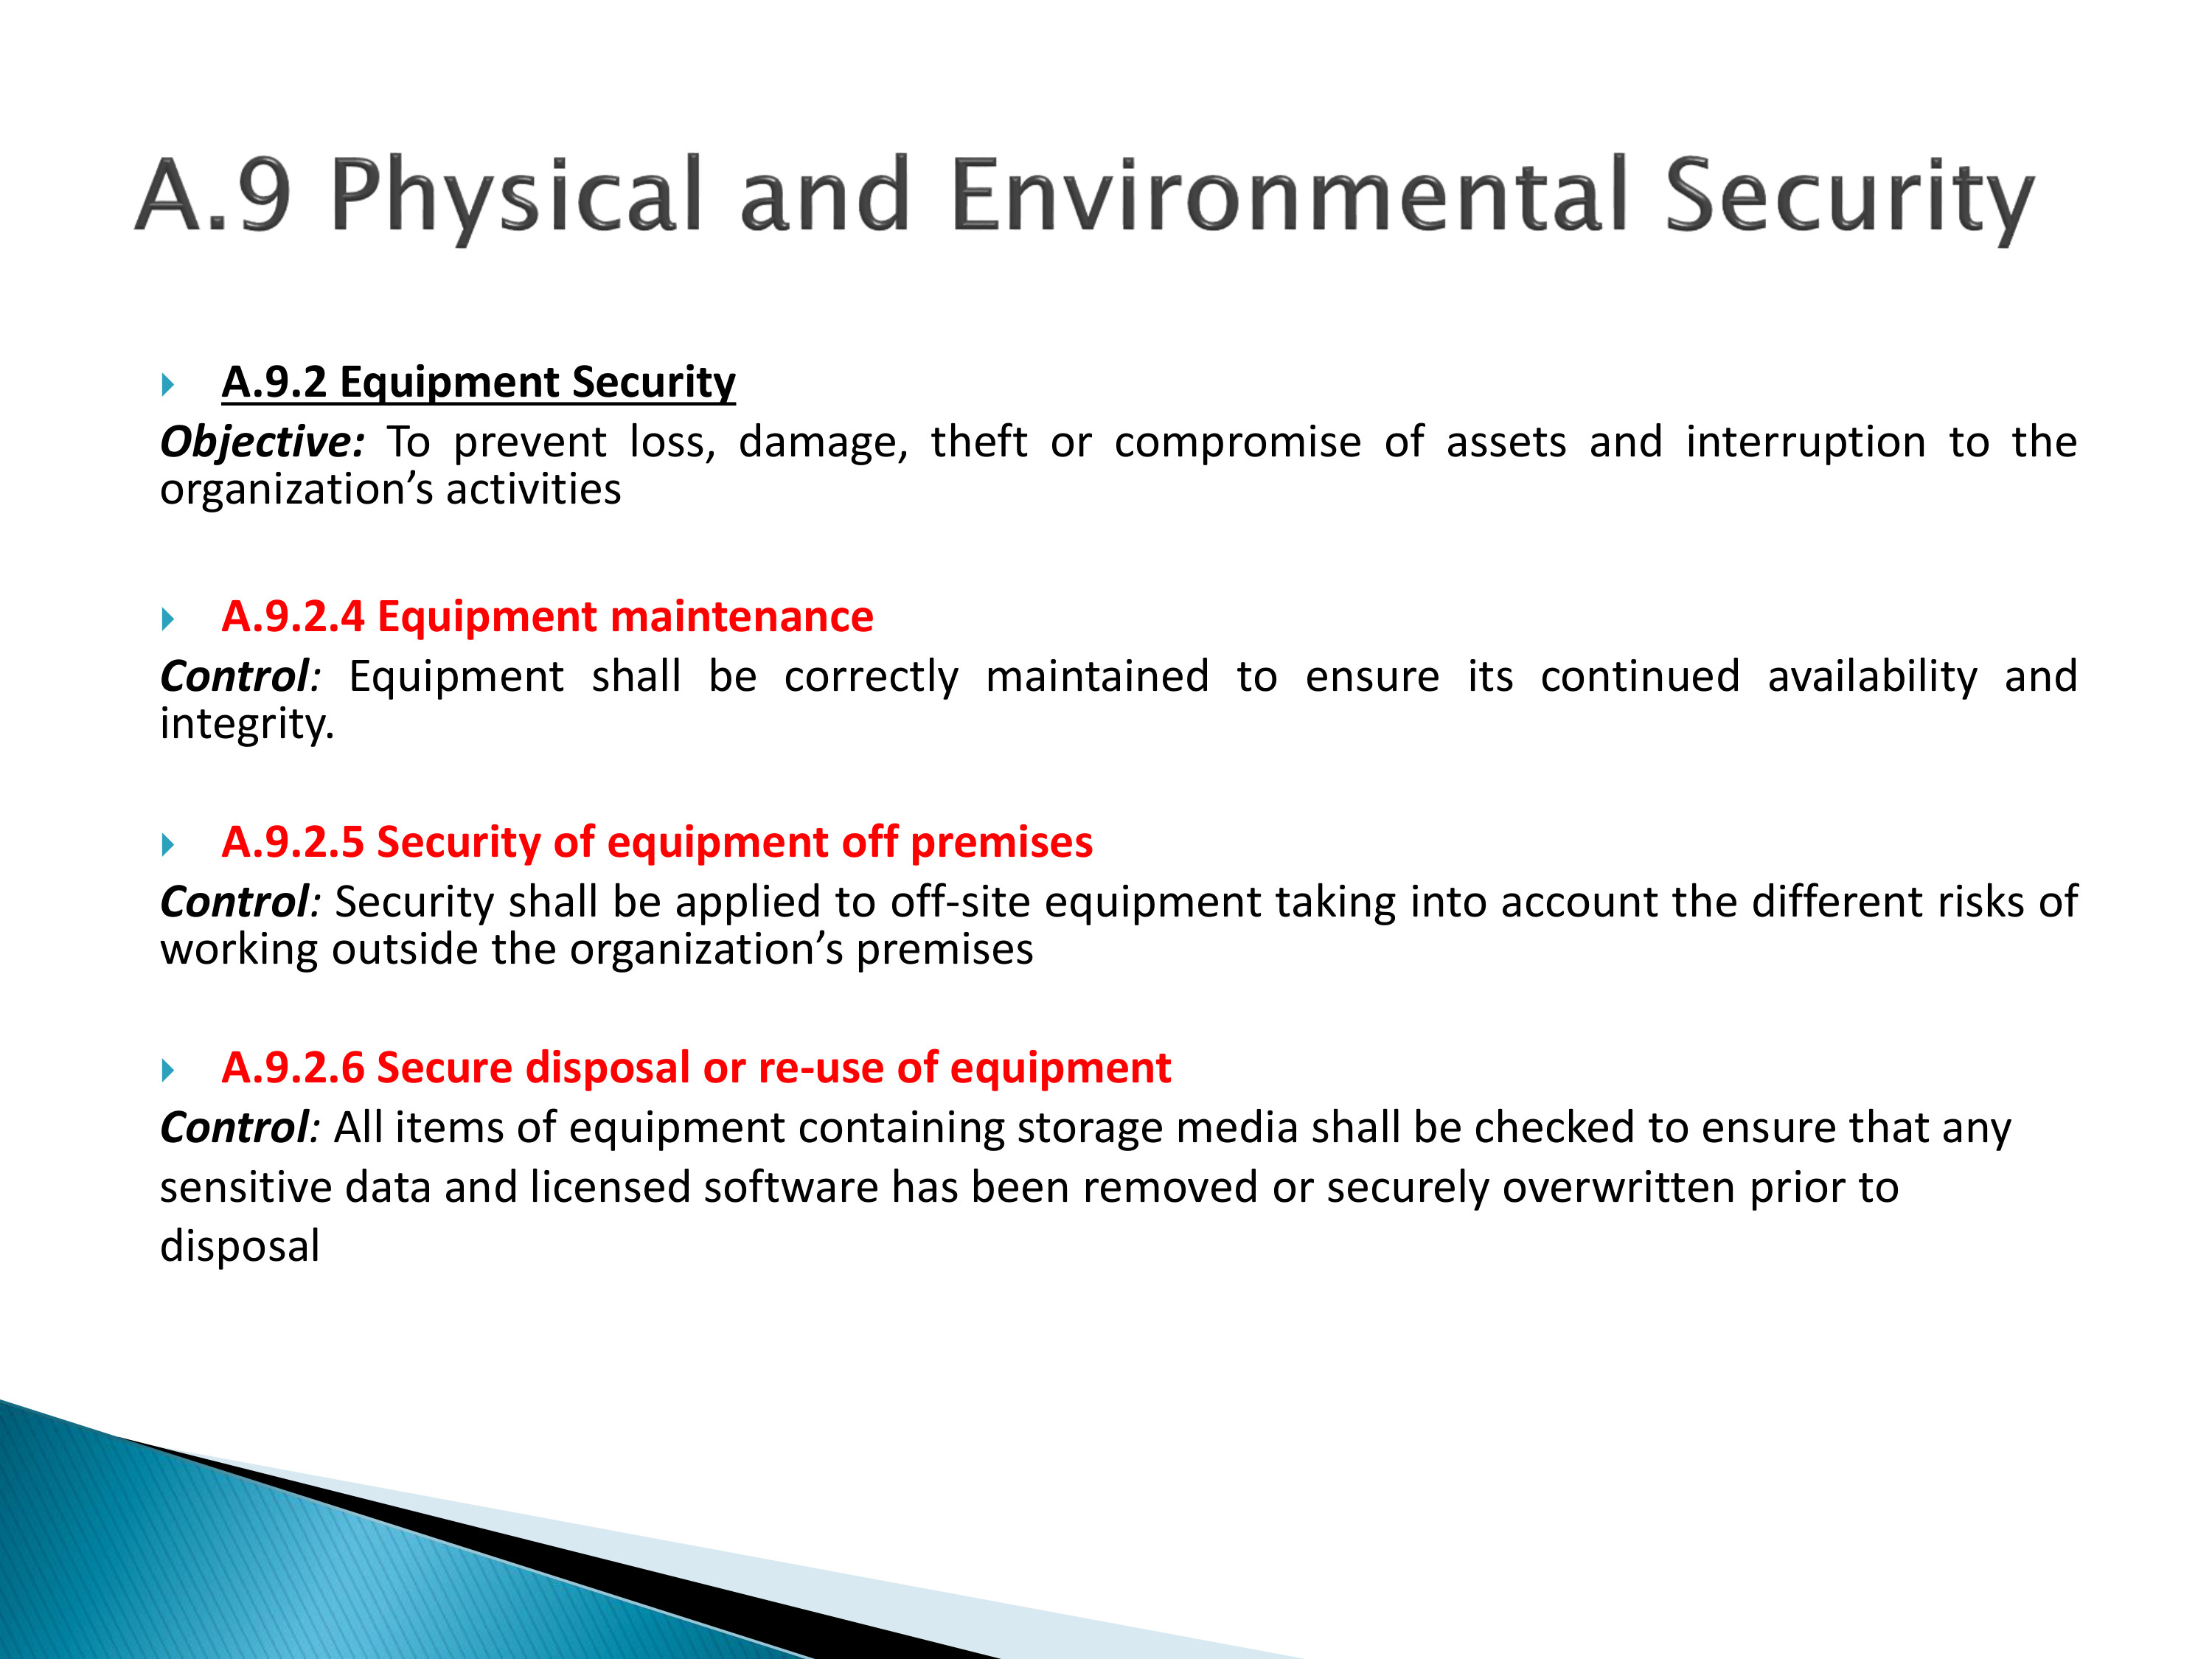 A.9 Physical and Environmental Security
A.9.2 Equipment Security
Objective: To prevent loss, damage, theft or compromise of assets and interruption to the
organization’s activities
A.9.2.4 Equipment maintenance
Control: Equipment shall be correctly maintained to ensure its continued availability and
integrity.
A.9.2.5 Security of equipment off premises
Control: Security shall be applied to off-site equipment taking into account the different risks of
working outside the organization’s premises
A.9.2.6 Secure disposal or re-use of equipment
Control: All items of equipment containing storage media shall be checked to ensure that any
sensitive data and licensed software has been removed or securely overwritten prior to
disposal